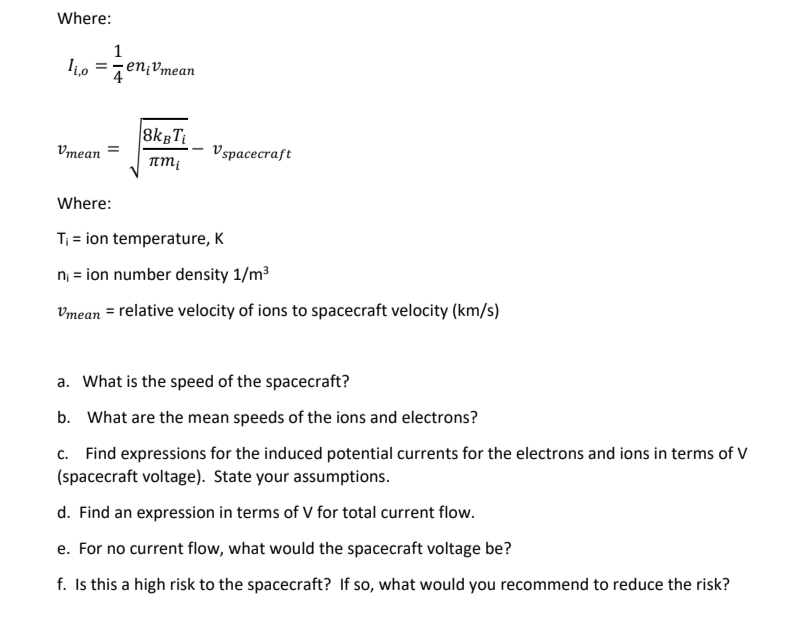 Where:
I_{i,o} = \frac{1}{4} e n_i v_{mean}
v_{mean} = \sqrt{\frac{8k_B T_i}{\pi m_i}} - v_{spacecraft}
Where:
Tᵢ = ion temperature, K
nᵢ = ion number density 1/m³
v_{mean} = relative velocity of ions to spacecraft velocity (km/s)
a. What is the speed of the spacecraft?
b. What are the mean speeds of the ions and electrons?
c. Find expressions for the induced potential currents for the electrons and ions in terms of V
(spacecraft voltage). State your assumptions.
d. Find an expression in terms of V for total current flow.
e. For no current flow, what would the spacecraft voltage be?
f. Is this a high risk to the spacecraft? If so, what would you recommend to reduce the risk?